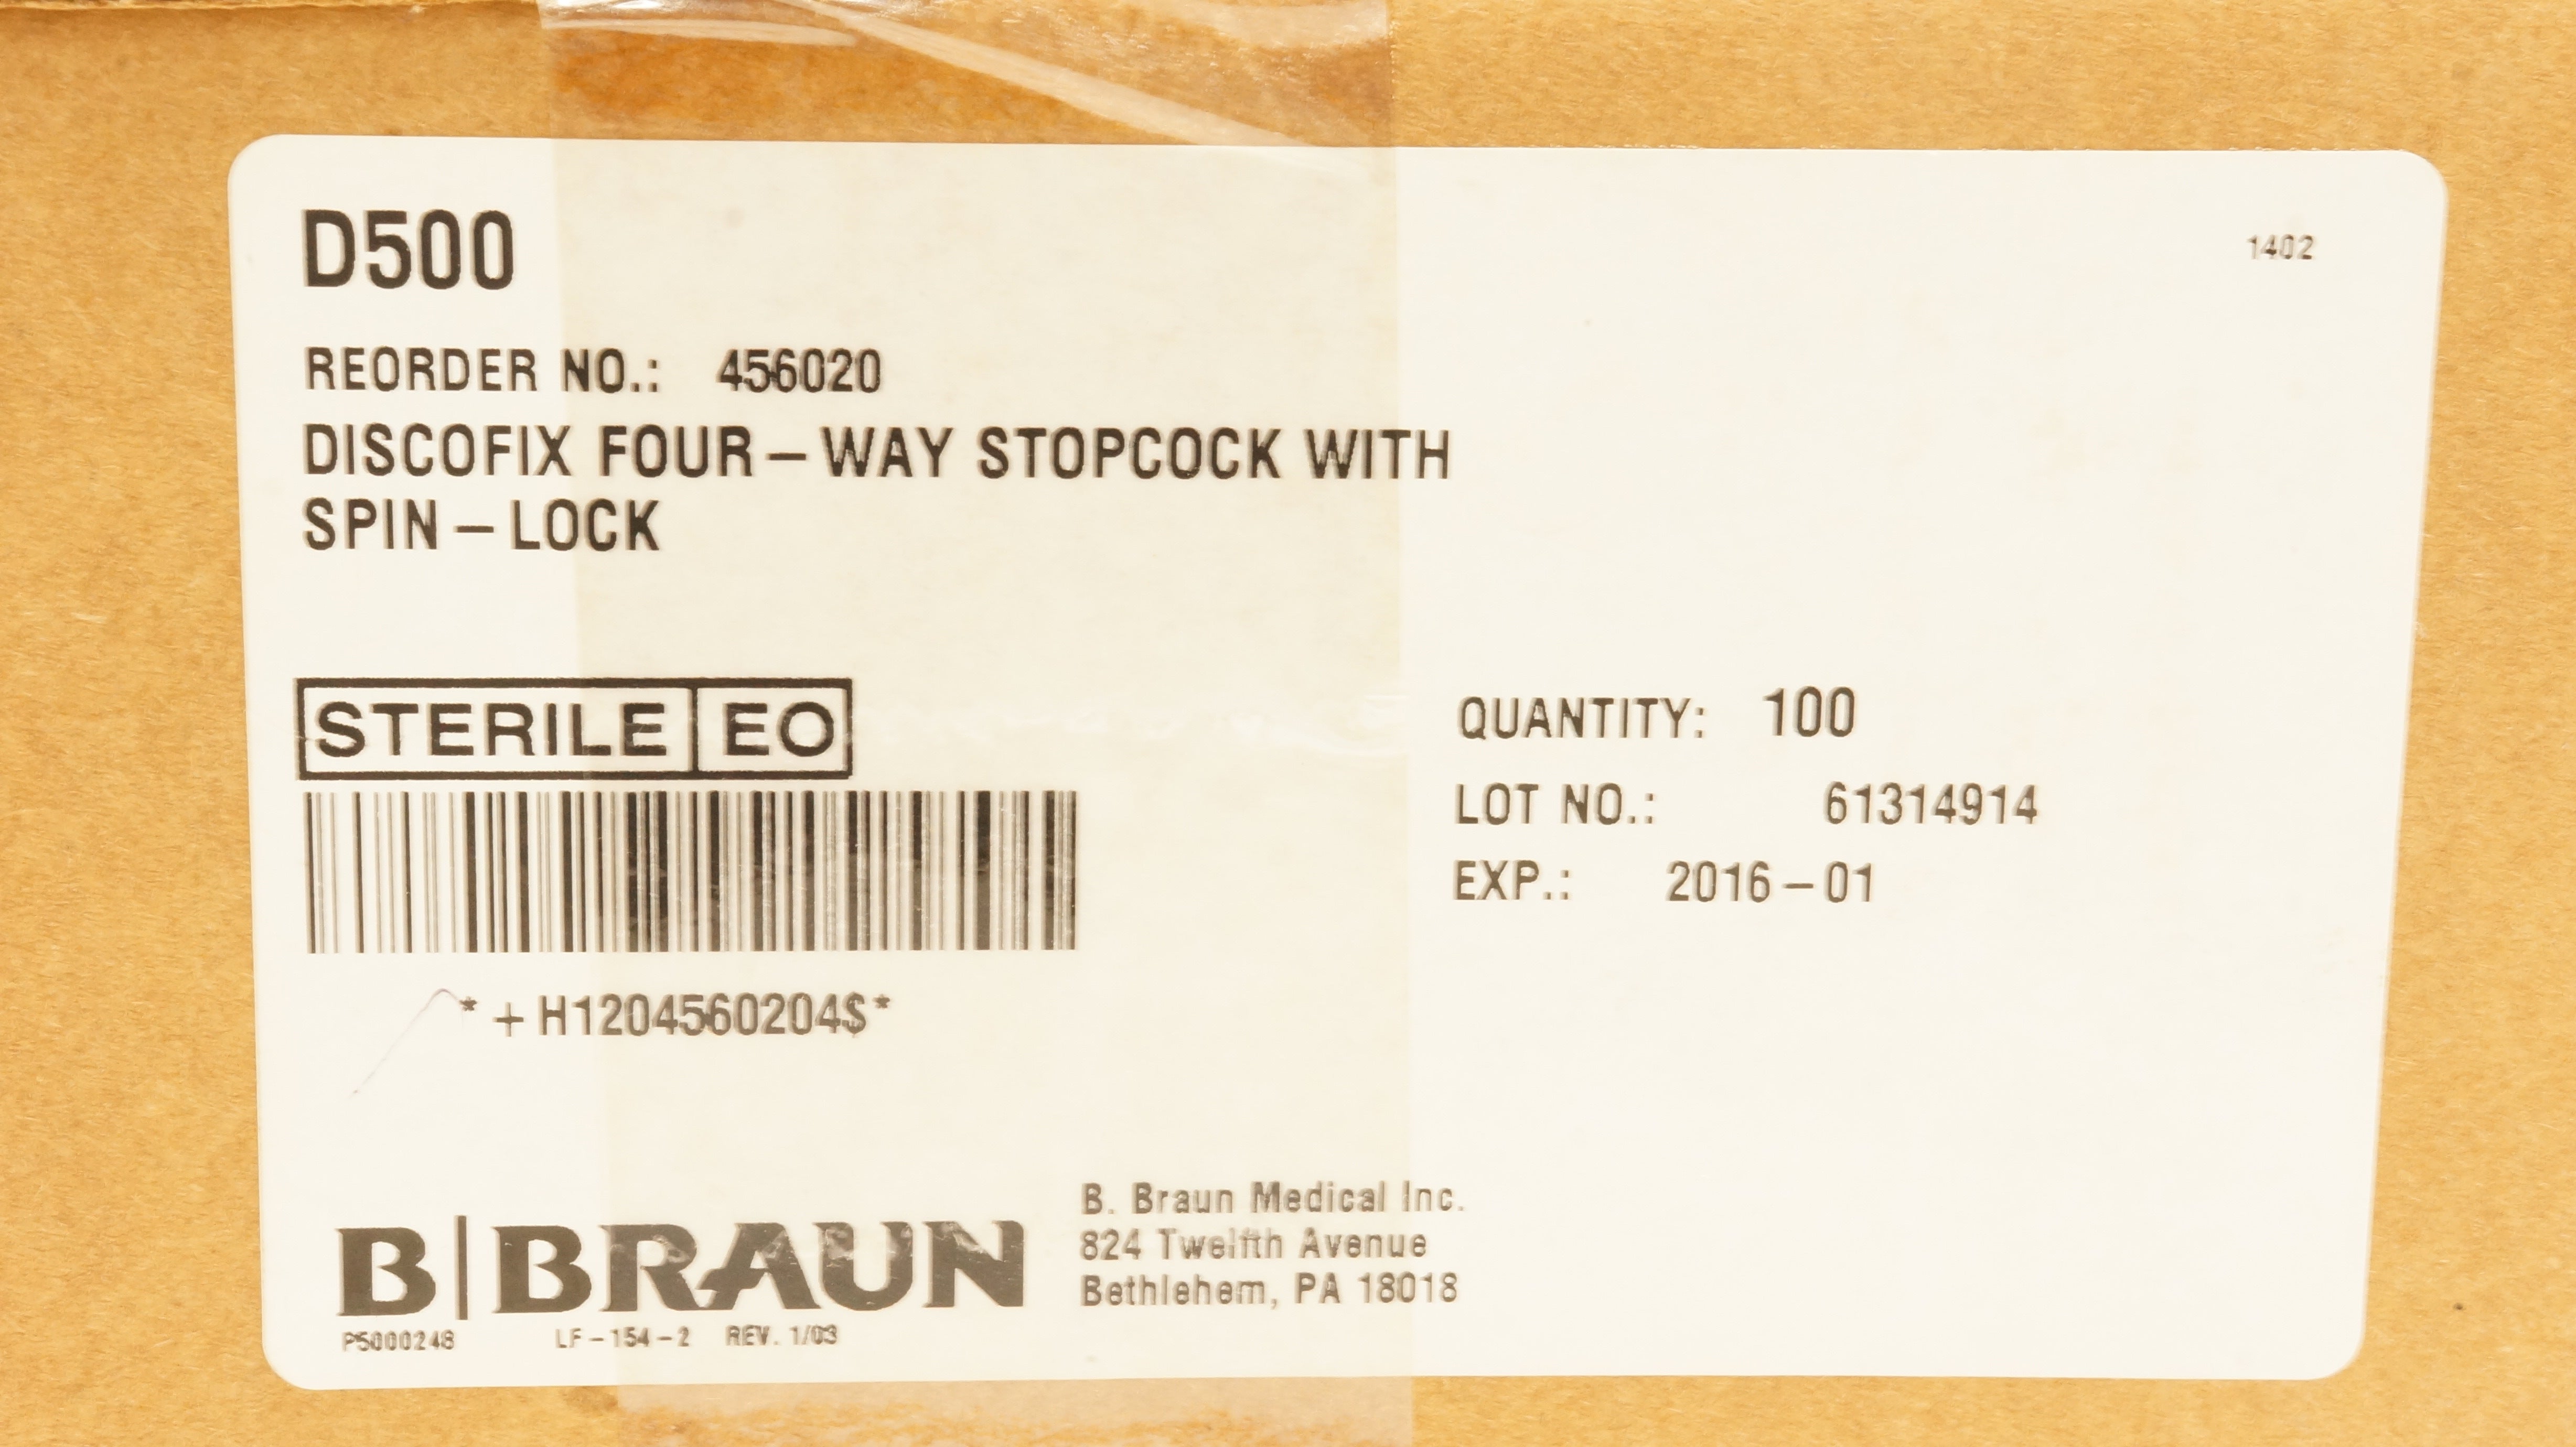 D500
1402
REORDER NO.: 456020
DISCOFIX FOUR-WAY STOPCOCK WITH
SPIN-LOCK
STERILE EO
QUANTITY: 100
LOT NO.: 61314914
EXP.: 2016-01
*+H1204560204$*
B|BRAUN
B. Braun Medical Inc.
824 Twelfth Avenue
Bethlehem, PA 18018
P5000248 LF-154-2 REV. 1/03